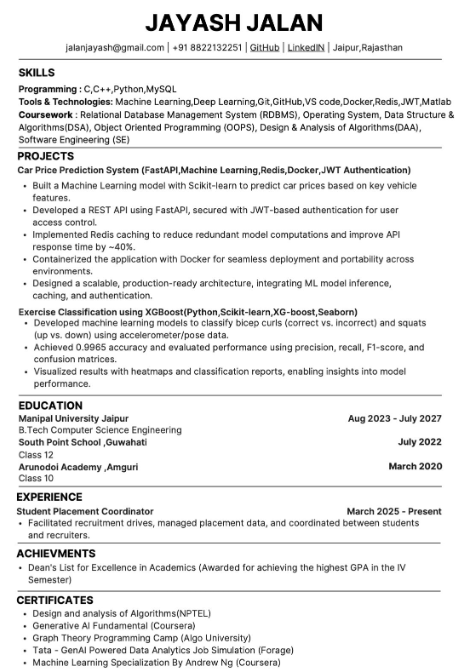 JAYASH JALAN
jalanjayash@gmail.com | +91 8822132251 | GitHub | LinkedIN | Jaipur,Rajasthan
SKILLS
Programming : C,C++,Python,MySQL
Tools & Technologies: Machine Learning,Deep Learning,Git,GitHub,VS code,Docker,Redis,JWT,Matlab
Coursework : Relational Database Management System (RDBMS), Operating System, Data Structure &
Algorithms(DSA), Object Oriented Programming (OOPS), Design & Analysis of Algorithms(DAA),
Software Engineering (SE)
PROJECTS
Car Price Prediction System (FastAPI,Machine Learning,Redis,Docker,JWT Authentication)
• Built a Machine Learning model with Scikit-learn to predict car prices based on key vehicle
features.
• Developed a REST API using FastAPI, secured with JWT-based authentication for user
access control.
• Implemented Redis caching to reduce redundant model computations and improve API
response time by ~40%.
• Containerized the application with Docker for seamless deployment and portability across
environments.
• Designed a scalable, production-ready architecture, integrating ML model inference,
caching, and authentication.
Exercise Classification using XGBoost(Python,Scikit-learn,XG-boost,Seaborn)
• Developed machine learning models to classify bicep curls (correct vs. incorrect) and squats
(up vs. down) using accelerometer/pose data.
• Achieved 0.9965 accuracy and evaluated performance using precision, recall, F1-score, and
confusion matrices.
• Visualized results with heatmaps and classification reports, enabling insights into model
performance.
EDUCATION
Manipal University Jaipur Aug 2023 - July 2027
B.Tech Computer Science Engineering
South Point School ,Guwahati July 2022
Class 12
Arunodoi Academy ,Amguri March 2020
Class 10
EXPERIENCE
Student Placement Coordinator March 2025 - Present
• Facilitated recruitment drives, managed placement data, and coordinated between students
and recruiters.
ACHIEVMENTS
• Dean's List for Excellence in Academics (Awarded for achieving the highest GPA in the IV
Semester)
CERTIFICATES
• Design and analysis of Algorithms(NPTEL)
• Generative AI Fundamental (Coursera)
• Graph Theory Programming Camp (Algo University)
• Tata - GenAI Powered Data Analytics Job Simulation (Forage)
• Machine Learning Specialization By Andrew Ng (Coursera)